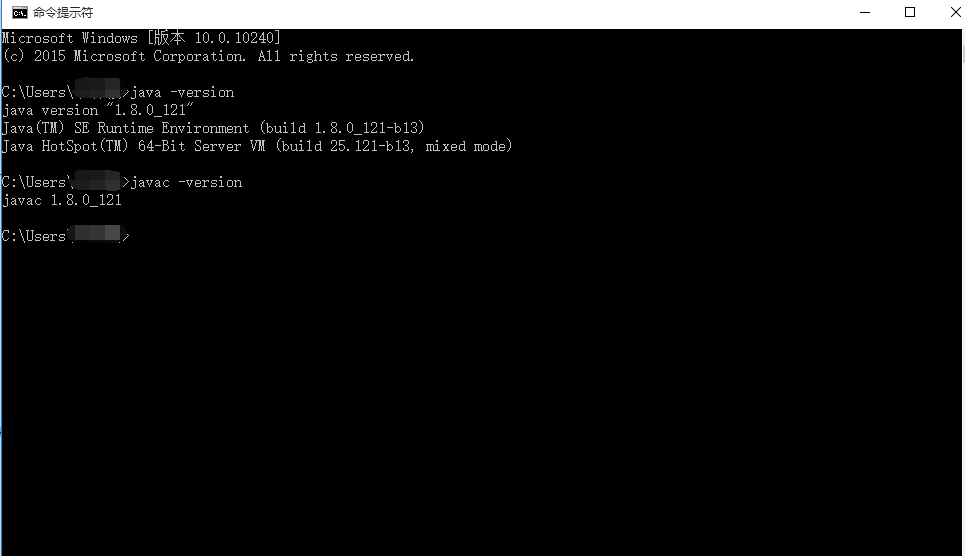 命令提示符
Microsoft Windows [版本 10.0.10240]
(c) 2015 Microsoft Corporation. All rights reserved.
C:\Users\ >java -version
java version "1.8.0_121"
Java(TM) SE Runtime Environment (build 1.8.0_121-b13)
Java HotSpot(TM) 64-Bit Server VM (build 25.121-b13, mixed mode)
C:\Users\ >javac -version
javac 1.8.0_121
C:\Users\ >